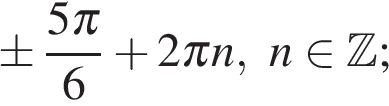 ± 5π/6 + 2πn, n ∈ ℤ;